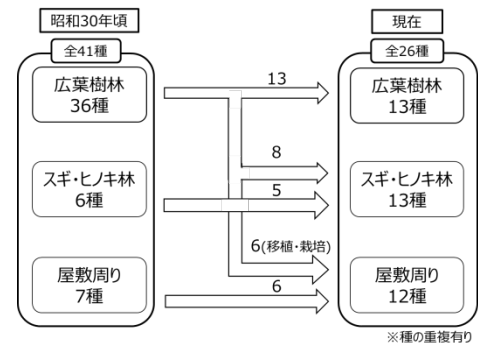 昭和30年頃
現在
全41種
全26種
広葉樹林
36種
13
広葉樹林
13種
8
スギ・ヒノキ林
6種
5
スギ・ヒノキ林
13種
6(移植・栽培)
屋敷周り
7種
6
屋敷周り
12種
※種の重複有り